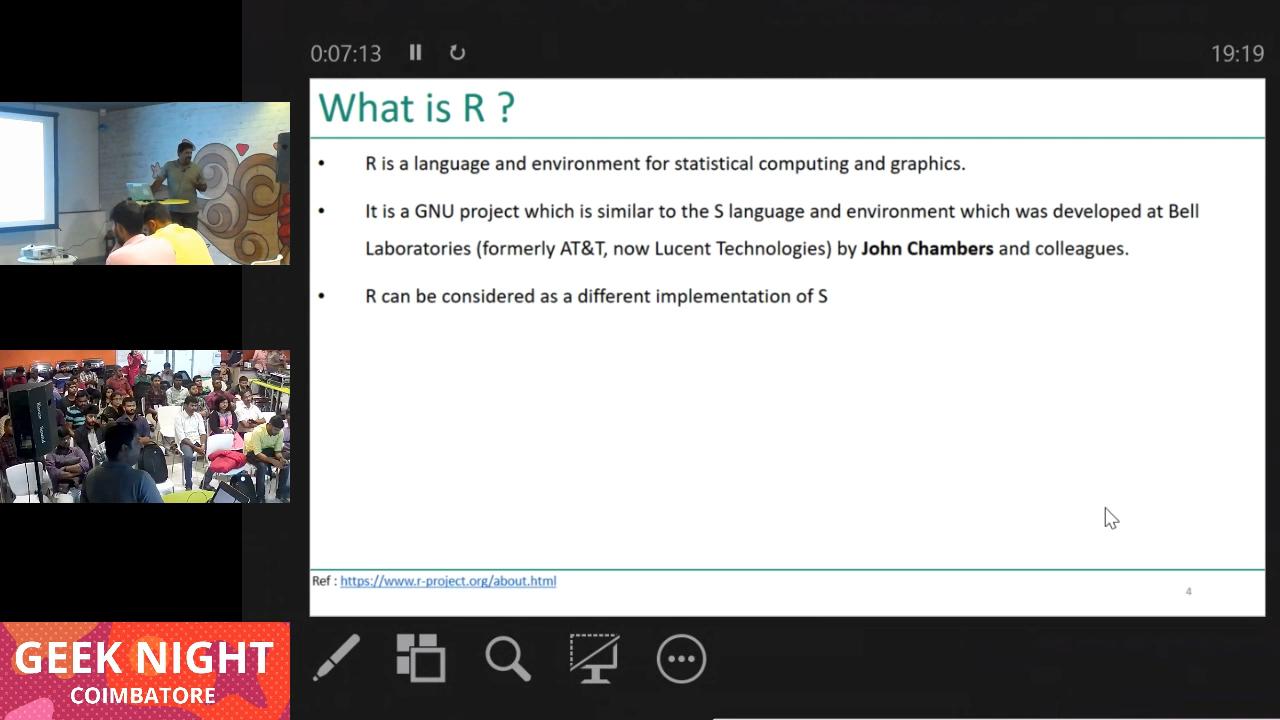 0:07:13
19:19
What is R ?
• R is a language and environment for statistical computing and graphics.
• It is a GNU project which is similar to the S language and environment which was developed at Bell
Laboratories (formerly AT&T, now Lucent Technologies) by John Chambers and colleagues.
• R can be considered as a different implementation of S
Ref : https://www.r-project.org/about.html
4
GEEK NIGHT
COIMBATORE